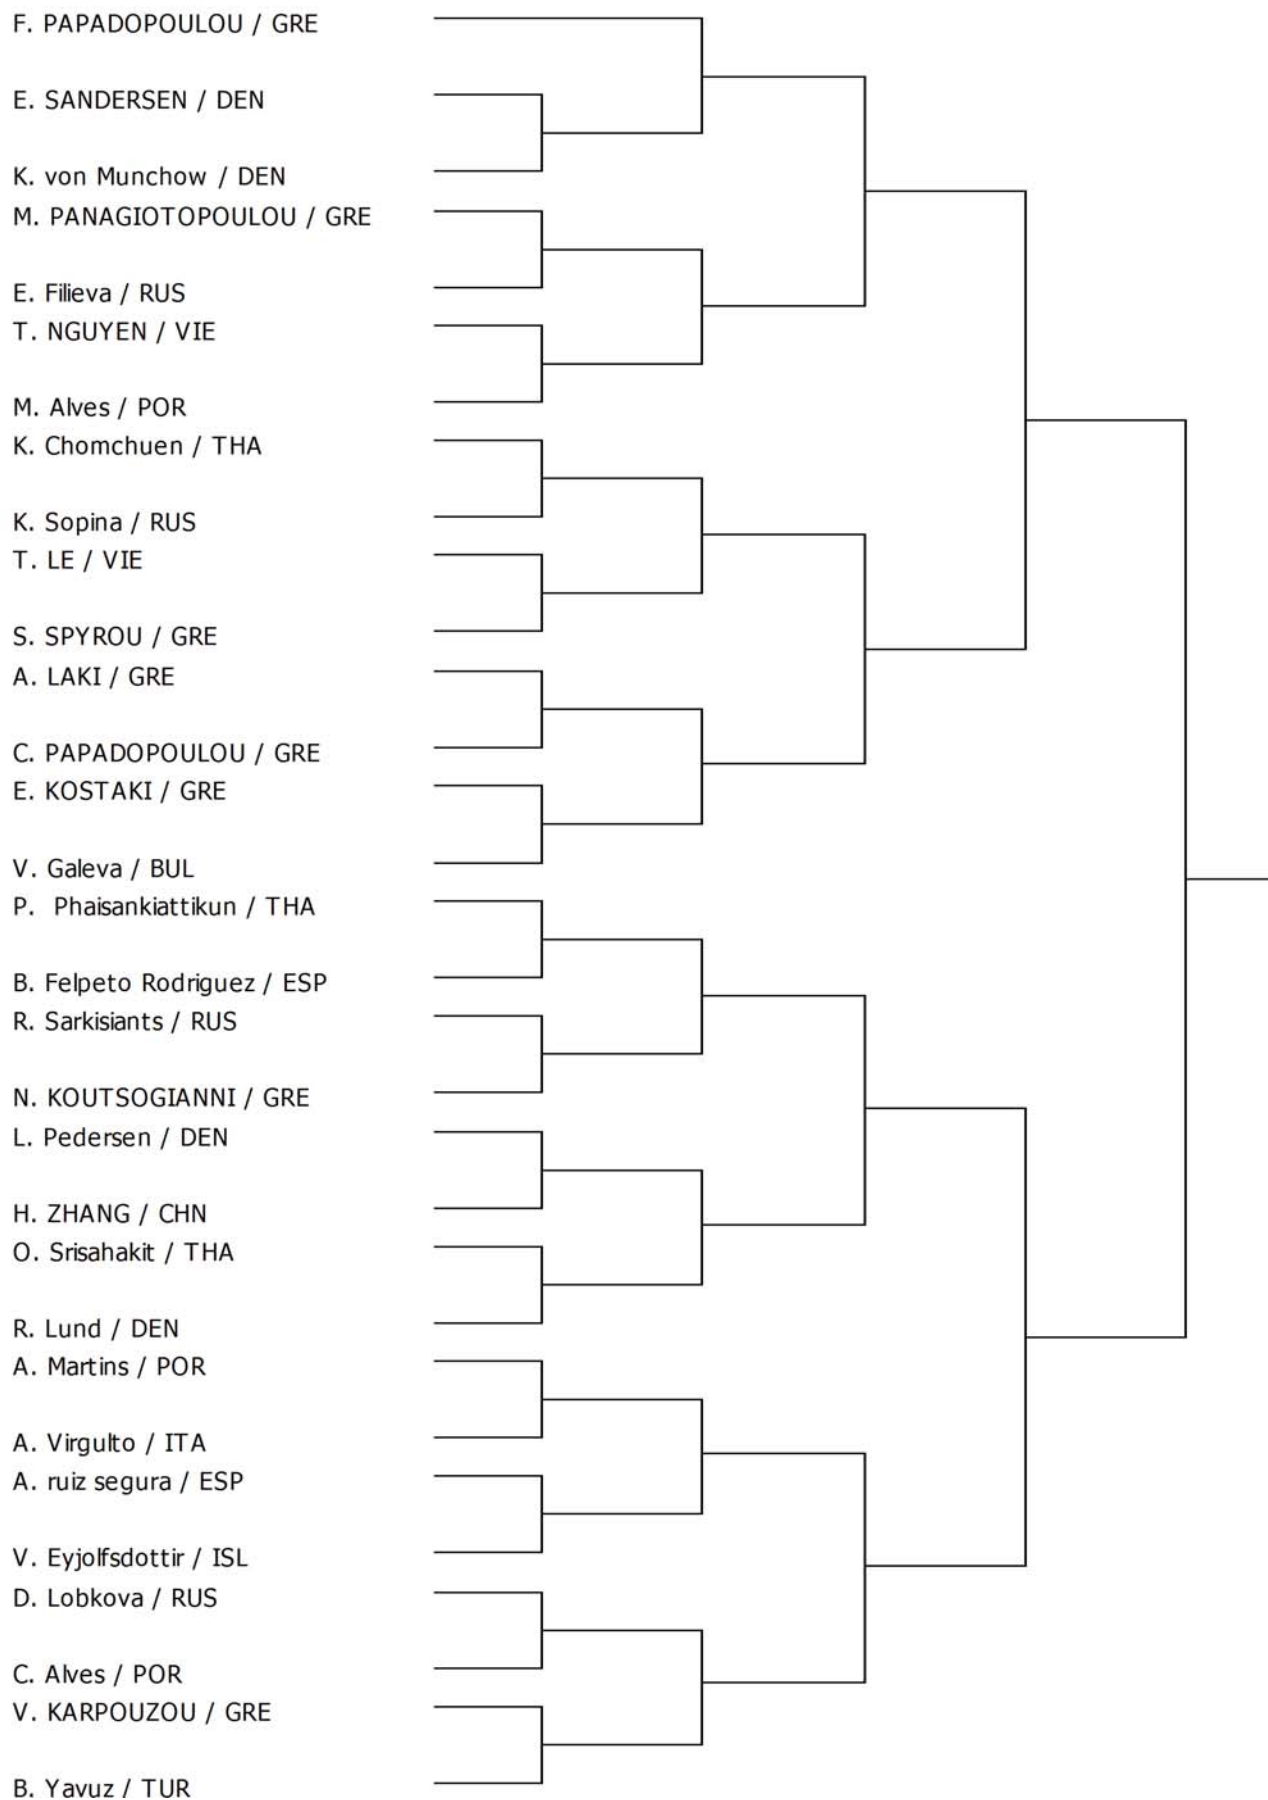 F. PAPADOPOULOU / GRE
E. SANDERSEN / DEN
K. von Munchow / DEN
M. PANAGIOTOPOULOU / GRE
E. Filieva / RUS
T. NGUYEN / VIE
M. Alves / POR
K. Chomchuen / THA
K. Sopina / RUS
T. LE / VIE
S. SPYROU / GRE
A. LAKI / GRE
C. PAPADOPOULOU / GRE
E. KOSTAKI / GRE
V. Galeva / BUL
P. Phaisankiattikun / THA
B. Felpeto Rodriguez / ESP
R. Sarkisiants / RUS
N. KOUTSOGIANNI / GRE
L. Pedersen / DEN
H. ZHANG / CHN
O. Srisahakit / THA
R. Lund / DEN
A. Martins / POR
A. Virgulto / ITA
A. ruiz segura / ESP
V. Eyjolfsdottir / ISL
D. Lobkova / RUS
C. Alves / POR
V. KARPOUZOU / GRE
B. Yavuz / TUR